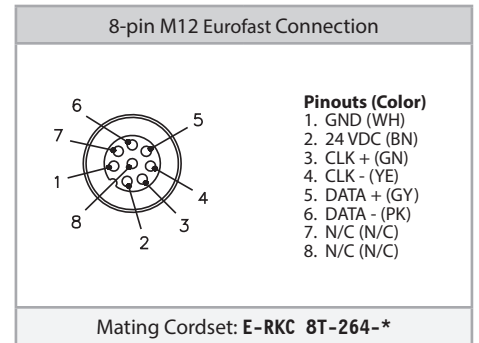 8-pin M12 Eurofast Connection
6
5
7
1
4
8
3
2
Pinouts (Color)
1. GND (WH)
2. 24 VDC (BN)
3. CLK + (GN)
4. CLK - (YE)
5. DATA + (GY)
6. DATA - (PK)
7. N/C (N/C)
8. N/C (N/C)
Mating Cordset: E-RKC 8T-264-*